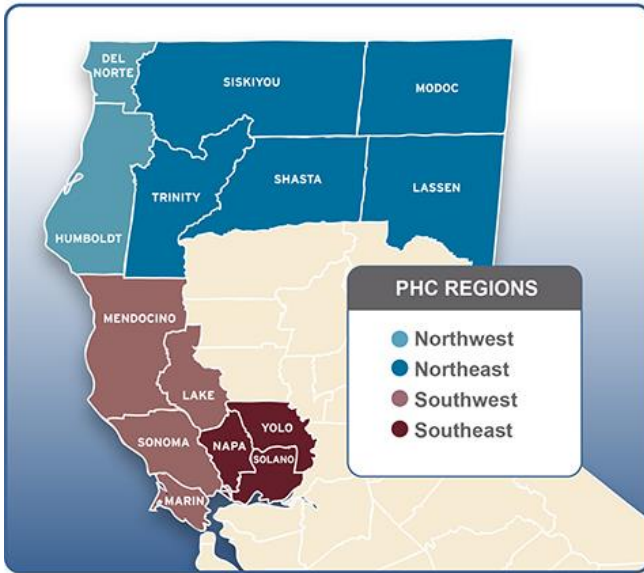 DEL
NORTE
SISKIYOU
MODOC
TRINITY
SHASTA
LASSEN
HUMBOLDT
MENDOCINO
LAKE
SONOMA
NAPA
YOLO
SOLANO
MARIN
PHC REGIONS
Northwest
Northeast
Southwest
Southeast